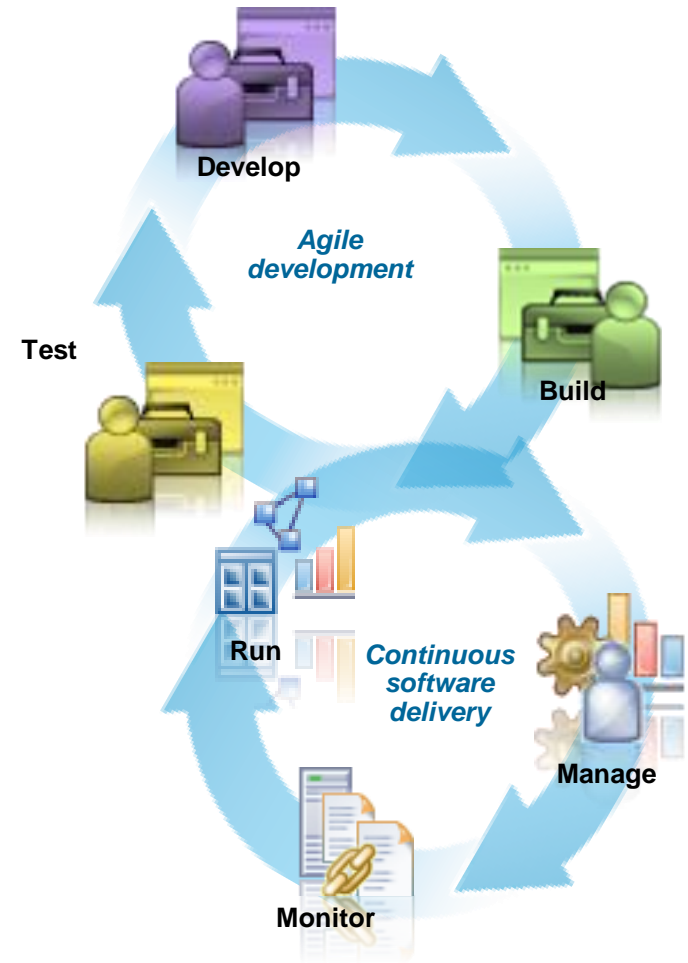 Develop
Agile
development
Test
Build
Run
Continuous
software
delivery
Manage
Monitor